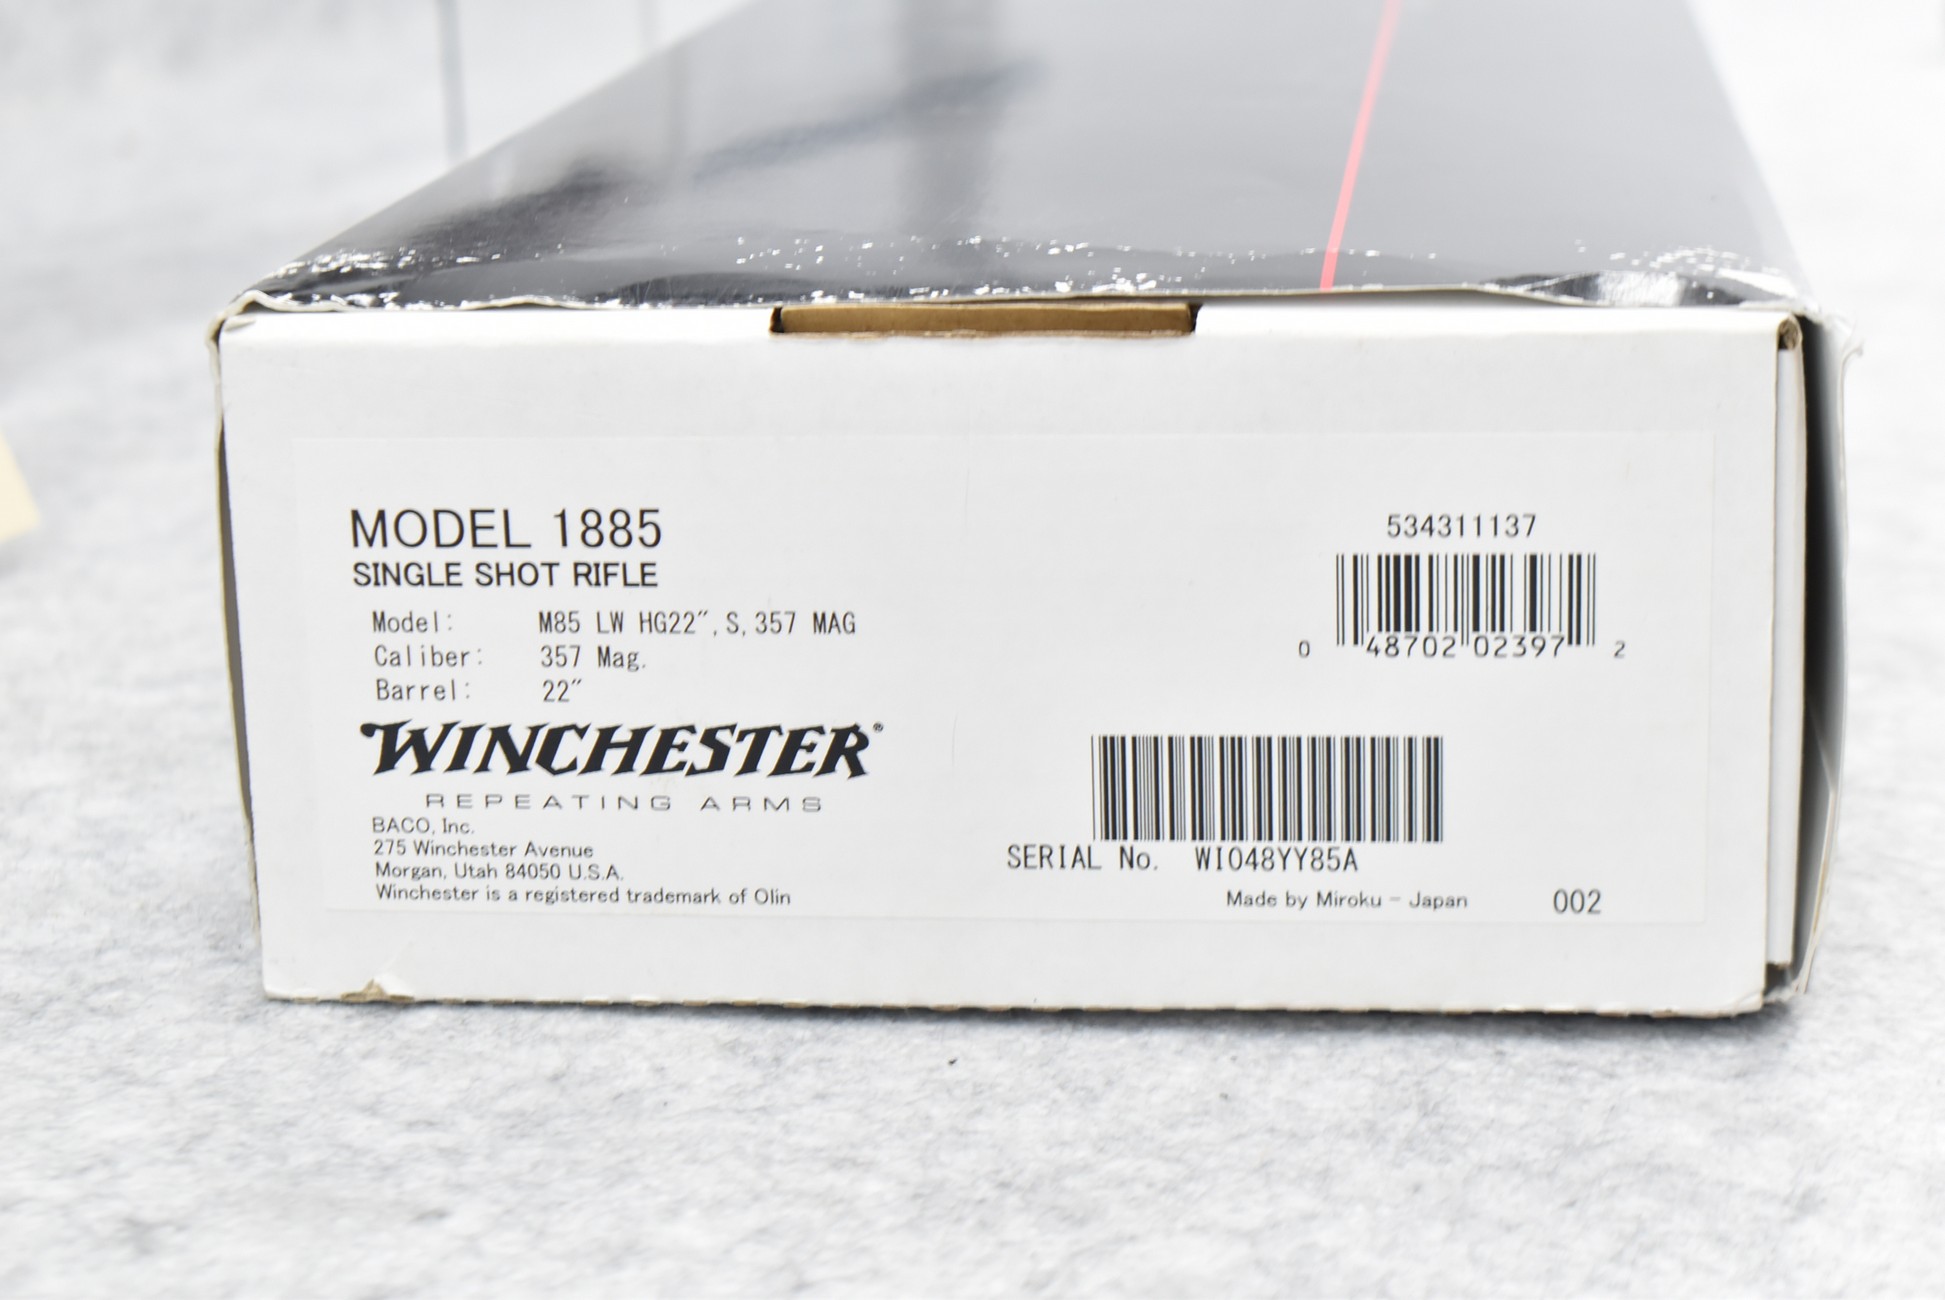 MODEL 1885
SINGLE SHOT RIFLE
Model: M85 LW HG22″,S,357 MAG
Caliber: 357 Mag.
Barrel: 22″
WINCHESTER®
REPEATING ARMS
BACO, Inc.
275 Winchester Avenue
Morgan, Utah 84050 U.S.A.
Winchester is a registered trademark of Olin
534311137
0 48702 02397 2
SERIAL No. WI048YY85A
Made by Miroku - Japan 002